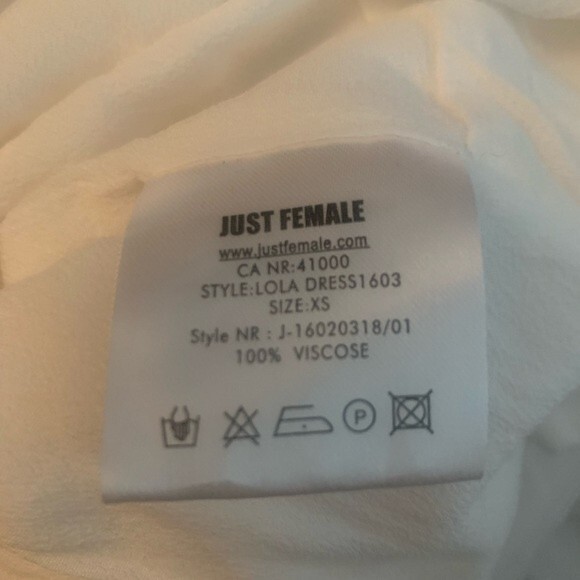 JUST FEMALE
www.justfemale.com
CA NR:41000
STYLE:LOLA DRESS1603
SIZE:XS
Style NR : J-16020318/01
100% VISCOSE
P